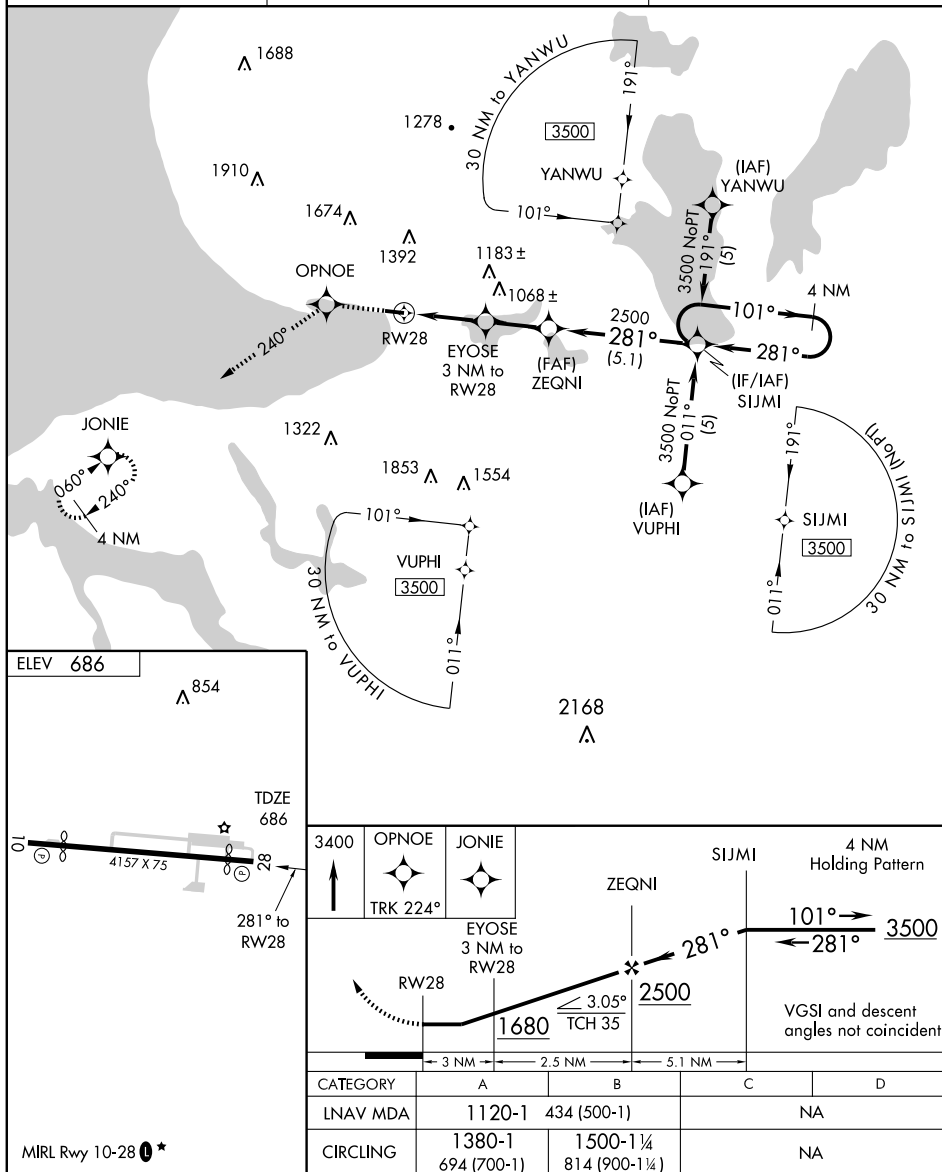 1688
1278
1910
1674
1392
1183 ±
1068 ±
30 NM to YANWU
191°
3500
YANWU
101°
(IAF)
YANWU
3500 NoPT
191°
(5)
OPNOE
RW28
240°
EYOSE
3 NM to
RW28
(FAF)
ZEQNI
2500
281°
(5.1)
101°
4 NM
281°
(IF/IAF)
SIJMI
3500 NoPT
011°
(5)
(IAF)
VUPHI
JONIE
060°
240°
4 NM
1322
1853
1554
101°
VUPHI
3500
011°
30 NM to VUPHI
191°
SIJMI
3500
011°
30 NM to SIJMI (NoPT)
2168
ELEV 686
854
TDZE
686
10
4157 X 75
28
P
P
281° to
RW28
MIRL Rwy 10-28 L
3400
OPNOE
TRK 224°
JONIE
SIJMI
4 NM
Holding Pattern
ZEQNI
EYOSE
3 NM to
RW28
RW28
281°
101°
281°
3500
2500
1680
3.05°
TCH 35
VGSI and descent
angles not coincident
3 NM
2.5 NM
5.1 NM
CATEGORY A B C D
LNAV MDA 1120-1 434 (500-1) NA
CIRCLING 1380-1 694 (700-1) 1500-1¼ 814 (900-1¼) NA